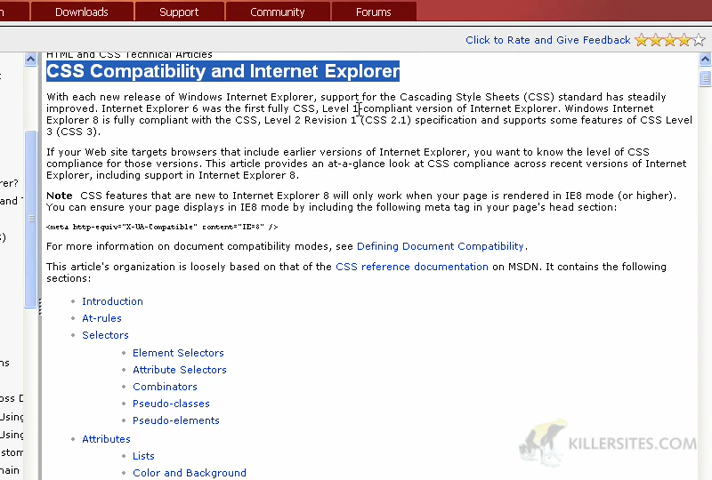 Downloads
Support
Community
Forums
Click to Rate and Give Feedback
HTML and CSS Technical Articles
CSS Compatibility and Internet Explorer
With each new release of Windows Internet Explorer, support for the Cascading Style Sheets (CSS) standard has steadily
improved. Internet Explorer 6 was the first fully CSS, Level 1-compliant version of Internet Explorer. Windows Internet
Explorer 8 is fully compliant with the CSS, Level 2 Revision 1 (CSS 2.1) specification and supports some features of CSS Level
3 (CSS 3).
If your Web site targets browsers that include earlier versions of Internet Explorer, you want to know the level of CSS
compliance for those versions. This article provides an at-a-glance look at CSS compliance across recent versions of Internet
Explorer, including support in Internet Explorer 8.
Note CSS features that are new to Internet Explorer 8 will only work when your page is rendered in IE8 mode (or higher).
You can ensure your page displays in IE8 mode by including the following meta tag in your page's head section:
<meta http-equiv="X-UA-Compatible" content="IE=8" />
For more information on document compatibility modes, see Defining Document Compatibility.
This article's organization is loosely based on that of the CSS reference documentation on MSDN. It contains the following
sections:
Introduction
At-rules
Selectors
Element Selectors
Attribute Selectors
Combinators
Pseudo-classes
Pseudo-elements
Attributes
Lists
Color and Background
rer?
and
Using
Using
KILLERSITES.COM